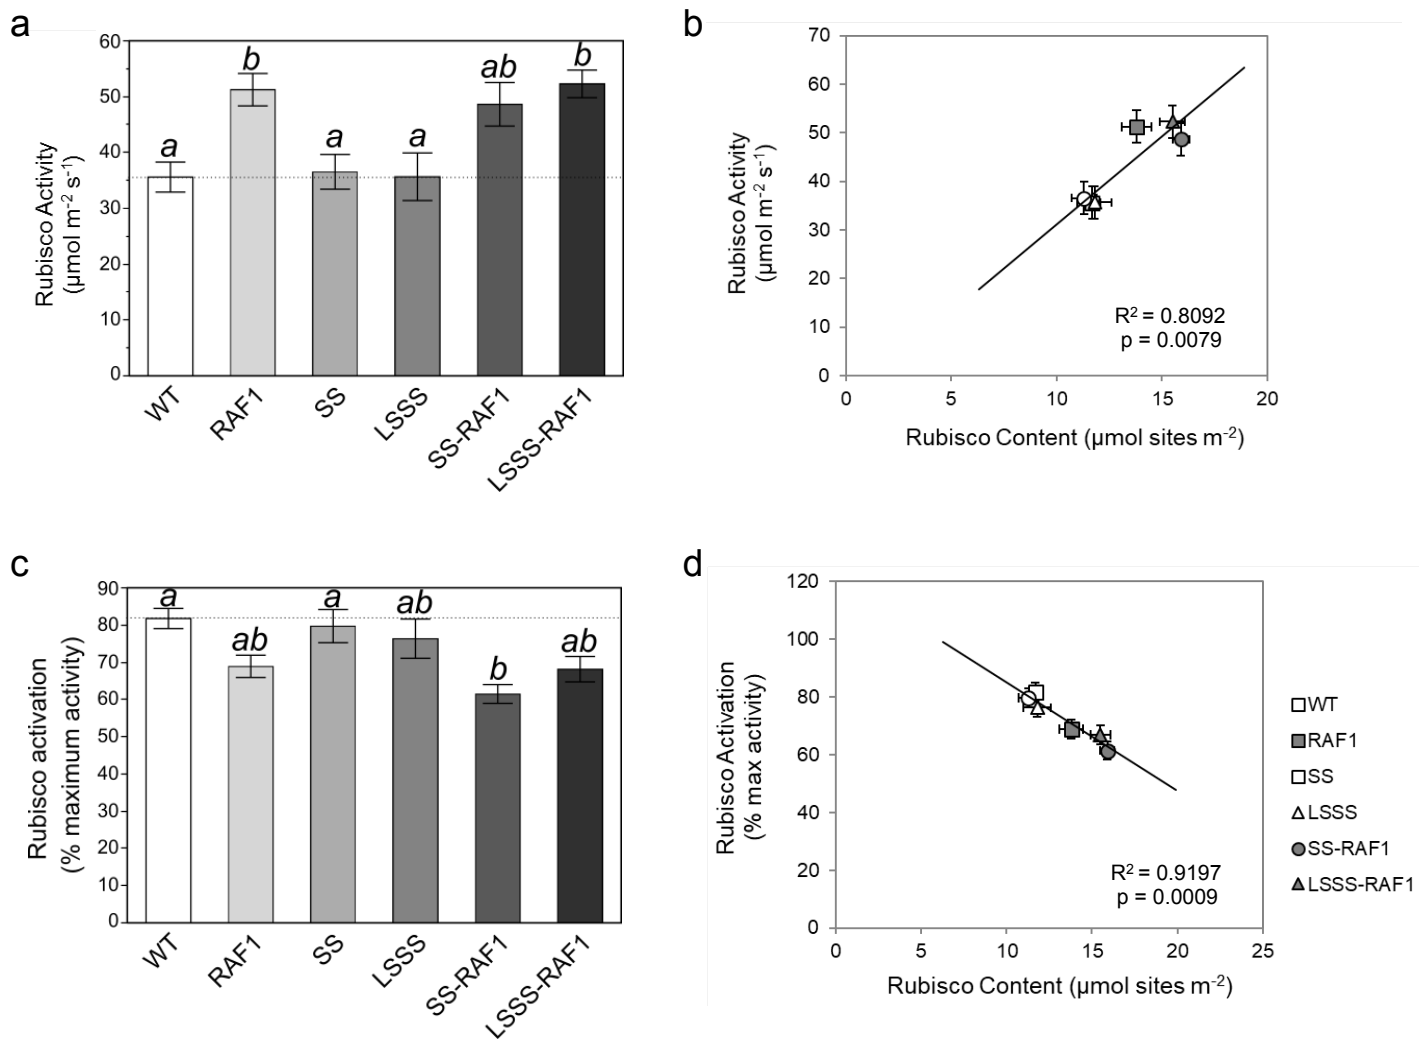 a
60
50
40
30
20
10
0
Rubisco Activity
(µmol m-2 s-1)
a
b
a
a
ab
b
WT
RAF1
SS
LSSS
SS-RAF1
LSSS-RAF1
b
70
60
50
40
30
20
10
0
Rubisco Activity
(µmol m-2 s-1)
R2 = 0.8092
p = 0.0079
0 5 10 15 20
Rubisco Content (µmol sites m-2)
c
90
80
70
60
50
40
30
20
10
0
Rubisco activation
(% maximum activity)
a
ab
a
ab
b
ab
WT
RAF1
SS
LSSS
SS-RAF1
LSSS-RAF1
d
120
100
80
60
40
20
0
Rubisco Activation
(% max activity)
R2 = 0.9197
p = 0.0009
0 5 10 15 20 25
Rubisco Content (µmol sites m-2)
WT
RAF1
SS
LSSS
SS-RAF1
LSSS-RAF1